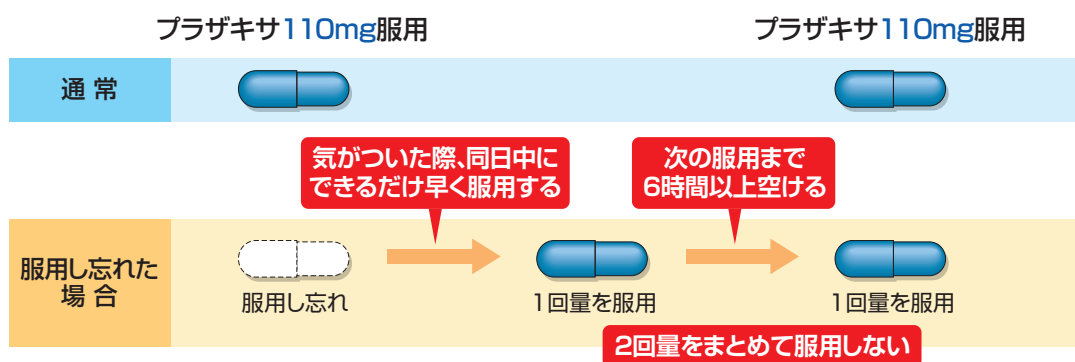 プラザキサ110mg服用
プラザキサ110mg服用
通常
気がついた際、同日中に
できるだけ早く服用する
次の服用まで
6時間以上空ける
服用し忘れた
場合
服用し忘れ
1回量を服用
1回量を服用
2回量をまとめて服用しない